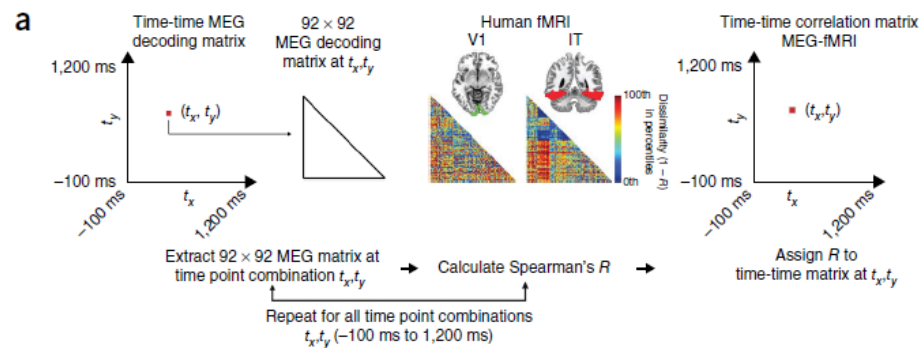 a
Time-time MEG
decoding matrix
1,200 ms
(tx, ty)
ty
–100 ms
tx
–100 ms
1,200 ms
92 × 92
MEG decoding
matrix at tx,ty
Human fMRI
V1
IT
100th
0th
Dissimilarity (1 – R)
in percentiles
Time-time correlation matrix
MEG-fMRI
1,200 ms
(tx,ty)
ty
–100 ms
tx
–100 ms
1,200 ms
Extract 92 × 92 MEG matrix at
time point combination tx,ty
Calculate Spearman's R
Assign R to
time-time matrix at tx,ty
Repeat for all time point combinations
tx,ty (–100 ms to 1,200 ms)